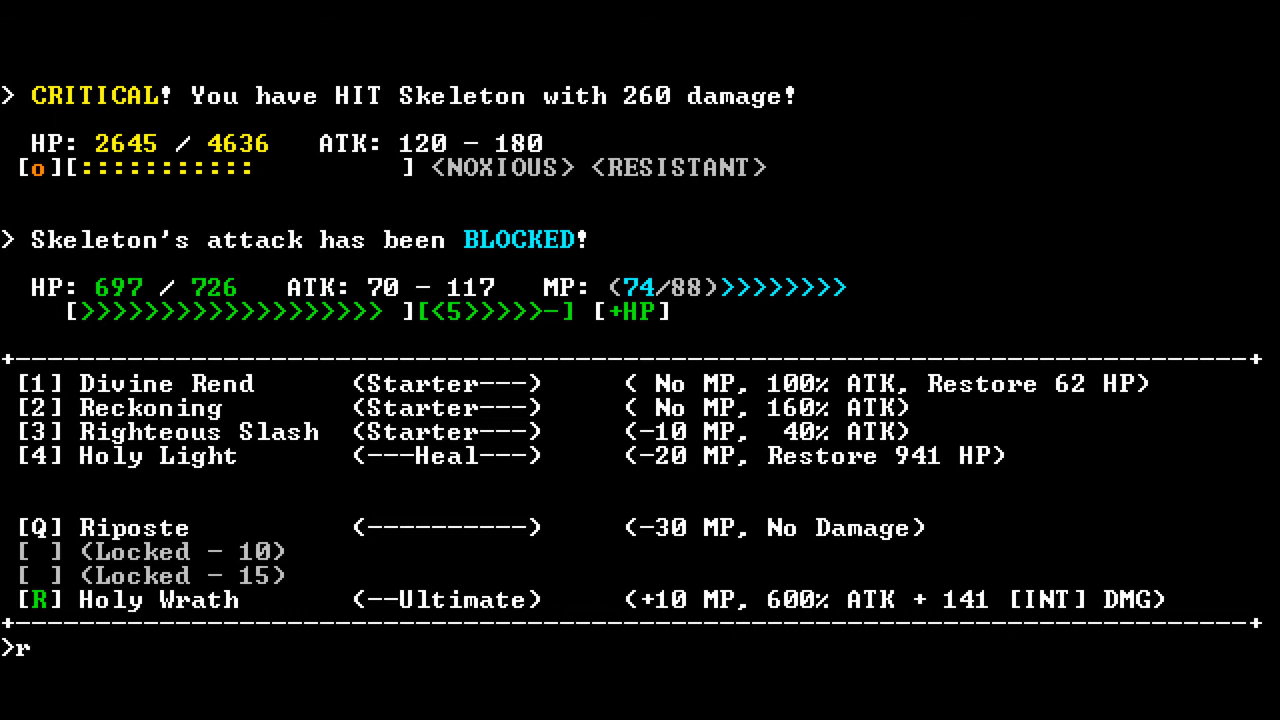 > CRITICAL! You have HIT Skeleton with 260 damage!
HP: 2645 / 4636   ATK: 120 - 180
[o][:::::::::::         ] <NOXIOUS> <RESISTANT>
> Skeleton's attack has been BLOCKED!
HP: 697 / 726   ATK: 70 - 117   MP: (74/88)>>>>>>>>
[>>>>>>>>>>>>>>>>>>> ][<5>>>>>-] [+HP]
+-----------------------------------------------------------------------------+
[1] Divine Rend      (Starter---)     ( No MP, 100% ATK, Restore 62 HP)
[2] Reckoning        (Starter---)     ( No MP, 160% ATK)
[3] Righteous Slash  (Starter---)     (-10 MP,  40% ATK)
[4] Holy Light       (---Heal---)     (-20 MP, Restore 941 HP)
[Q] Riposte          (----------)     (-30 MP, No Damage)
[ ] (Locked - 10)
[ ] (Locked - 15)
[R] Holy Wrath       (--Ultimate)     (+10 MP, 600% ATK + 141 [INT] DMG)
+-----------------------------------------------------------------------------+
>r